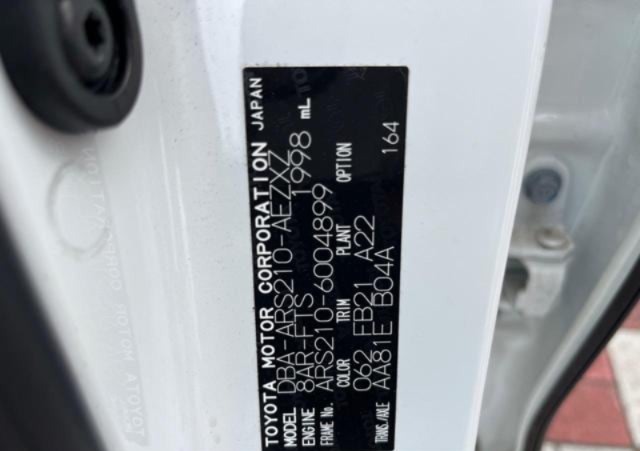 TOYOTA MOTOR CORPORATION JAPAN
MODEL DBA-ARS210-AEZXZ
ENGINE 8AR-FTS 1998 mL
FRAME No. ARS210-6004899
COLOR TRIM PLANT OPTION
062 FB21 A22 164
TRANS/AXLE AA81E B04A